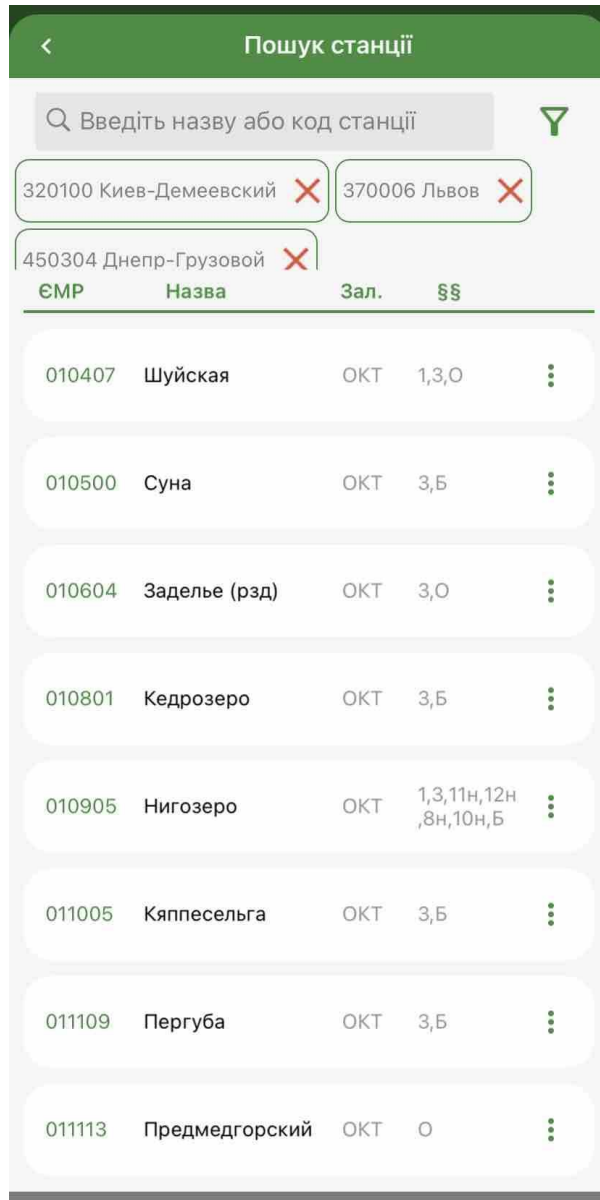 Пошук станції
Введіть назву або код станції
320100 Киев-Демеевский 370006 Львов
450304 Днепр-Грузовой
ЄМР Назва Зал. §§
010407 Шуйская ОКТ 1,3,О
010500 Суна ОКТ 3,Б
010604 Заделье (рзд) ОКТ 3,О
010801 Кедрозеро ОКТ 3,Б
010905 Нигозеро ОКТ 1,3,11н,12н
,8н,10н,Б
011005 Кяппесельга ОКТ 3,Б
011109 Пергуба ОКТ 3,Б
011113 Предмедгорский ОКТ О